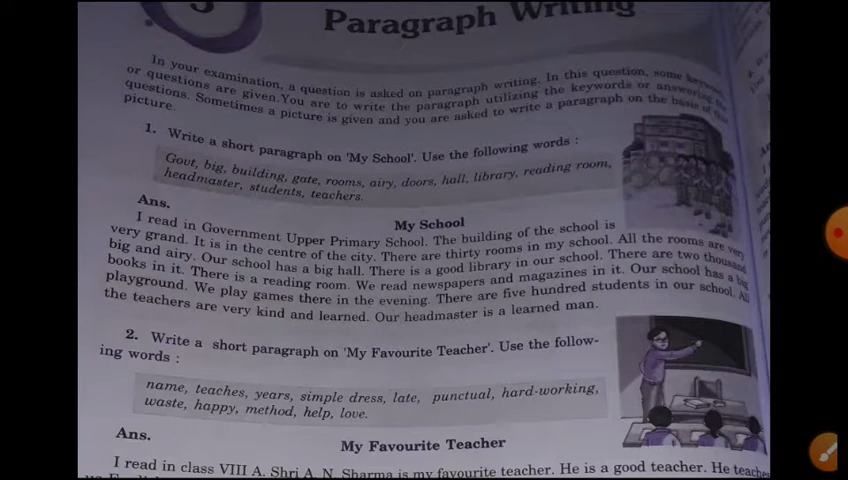 3
Paragraph Writing
In your examination, a question is asked on paragraph writing. In this question, some keywords
or questions are given. You are to write the paragraph utilizing the keywords or answering the
questions. Sometimes a picture is given and you are asked to write a paragraph on the basis of that
picture.
1. Write a short paragraph on 'My School'. Use the following words :
Govt, big, building, gate, rooms, airy, doors, hall, library, reading room,
headmaster, students, teachers.
Ans.
My School
I read in Government Upper Primary School. The building of the school is
very grand. It is in the centre of the city. There are thirty rooms in my school. All the rooms are very
big and airy. Our school has a big hall. There is a good library in our school. There are two thousand
books in it. There is a reading room. We read newspapers and magazines in it. Our school has a big
playground. We play games there in the evening. There are five hundred students in our school. All
the teachers are very kind and learned. Our headmaster is a learned man.
2. Write a short paragraph on 'My Favourite Teacher'. Use the follow-
ing words :
name, teaches, years, simple dress, late, punctual, hard-working,
waste, happy, method, help, love.
Ans.
My Favourite Teacher
I read in class VIII A. Shri A. N. Sharma is my favourite teacher. He is a good teacher. He teaches
us English